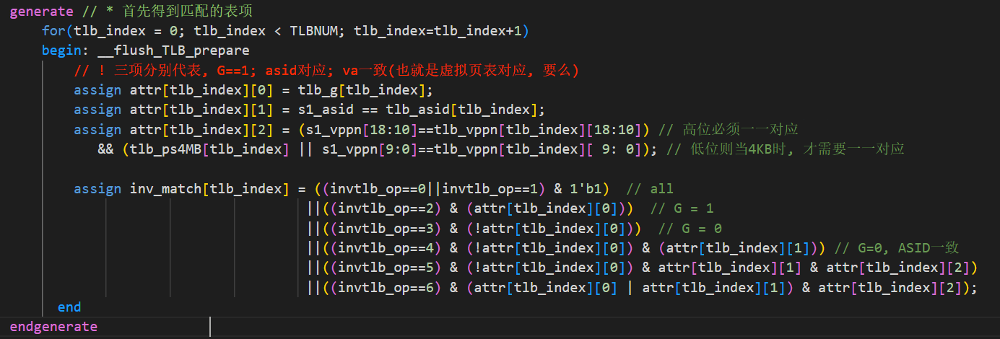 generate // * 首先得到匹配的表项
for(tlb_index = 0; tlb_index < TLBNUM; tlb_index=tlb_index+1)
begin: __flush_TLB_prepare
// ! 三项分别代表, G==1; asid对应; va一致(也就是虚拟页表对应, 要么)
assign attr[tlb_index][0] = tlb_g[tlb_index];
assign attr[tlb_index][1] = s1_asid == tlb_asid[tlb_index];
assign attr[tlb_index][2] = (s1_vppn[18:10]==tlb_vppn[tlb_index][18:10]) // 高位必须一一对应
&& (tlb_ps4MB[tlb_index] || s1_vppn[9:0]==tlb_vppn[tlb_index][ 9: 0]); // 低位则当4KB时, 才需要一一对应
assign inv_match[tlb_index] = ((invtlb_op==0||invtlb_op==1) & 1'b1)  // all
||((invtlb_op==2) & (attr[tlb_index][0]))  // G = 1
||((invtlb_op==3) & (!attr[tlb_index][0]))  // G = 0
||((invtlb_op==4) & (!attr[tlb_index][0]) & (attr[tlb_index][1])) // G=0, ASID一致
||((invtlb_op==5) & (!attr[tlb_index][0]) & attr[tlb_index][1] & attr[tlb_index][2])
||((invtlb_op==6) & (attr[tlb_index][0] | attr[tlb_index][1]) & attr[tlb_index][2]);
end
endgenerate